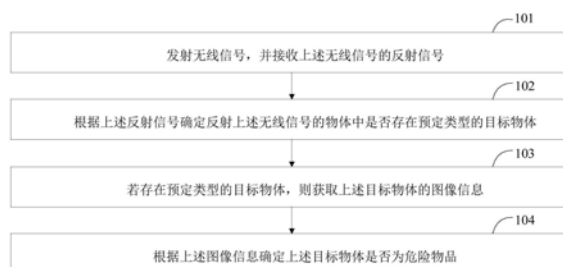 101
发射无线信号，并接收上述无线信号的反射信号
102
根据上述反射信号确定反射上述无线信号的物体中是否存在预定类型的目标物体
103
若存在预定类型的目标物体，则获取上述目标物体的图像信息
104
根据上述图像信息确定上述目标物体是否为危险物品